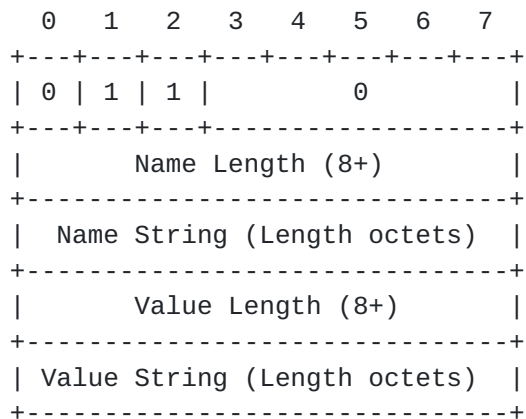 0   1   2   3   4   5   6   7
+---+---+---+---+---+---+---+---+
| 0 | 1 | 1 |         0         |
+---+---+---+-------------------+
|       Name Length (8+)        |
+-------------------------------+
|  Name String (Length octets)  |
+-------------------------------+
|       Value Length (8+)       |
+-------------------------------+
| Value String (Length octets)  |
+-------------------------------+